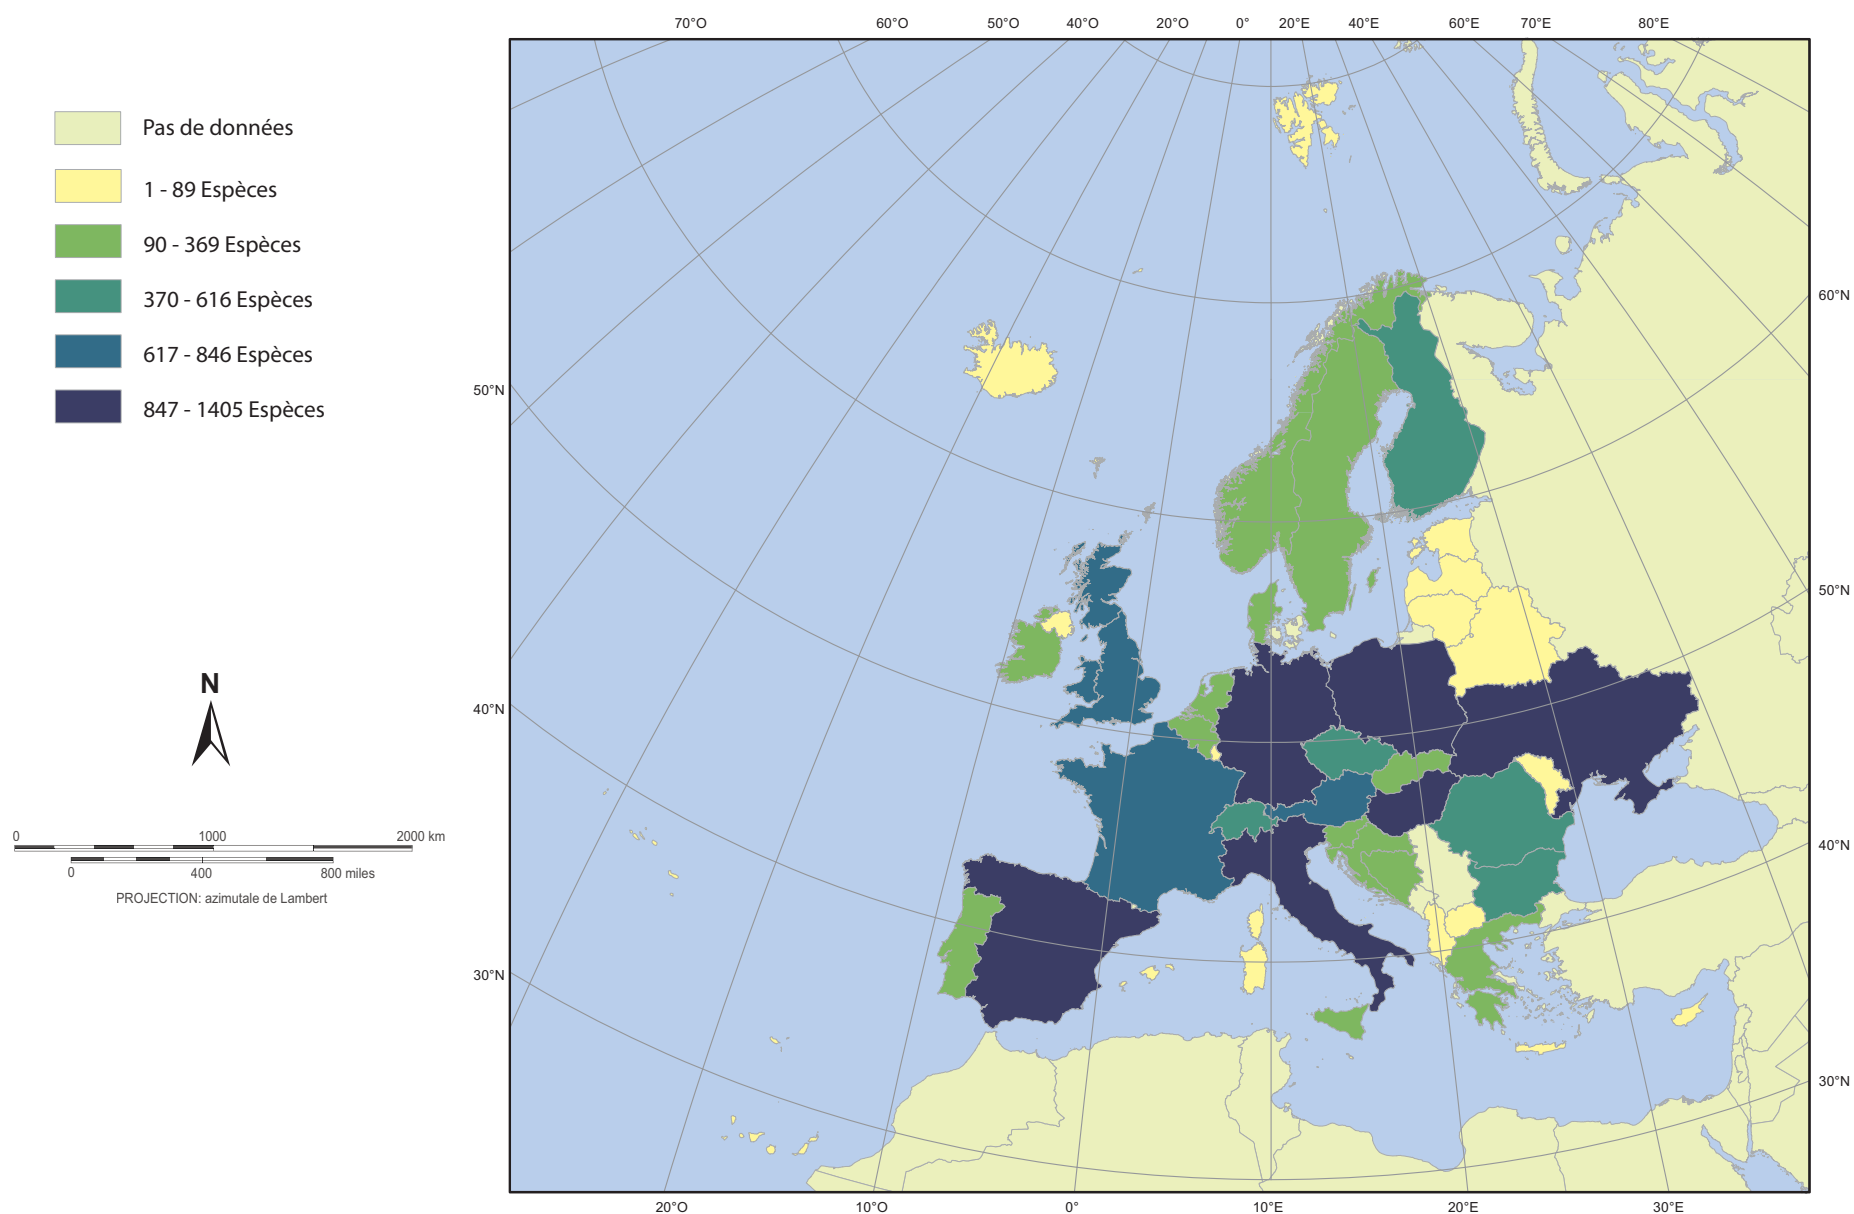 70°O 60°O 50°O 40°O 20°O 0° 20°E 40°E 60°E 70°E 80°E
Pas de données
1 - 89 Espèces
90 - 369 Espèces
370 - 616 Espèces
617 - 846 Espèces
847 - 1405 Espèces
60°N
50°N
50°N
40°N
40°N
30°N
30°N
N
0 1000 2000 km
0 400 800 miles
PROJECTION: azimutale de Lambert
20°O 10°O 0° 10°E 20°E 30°E